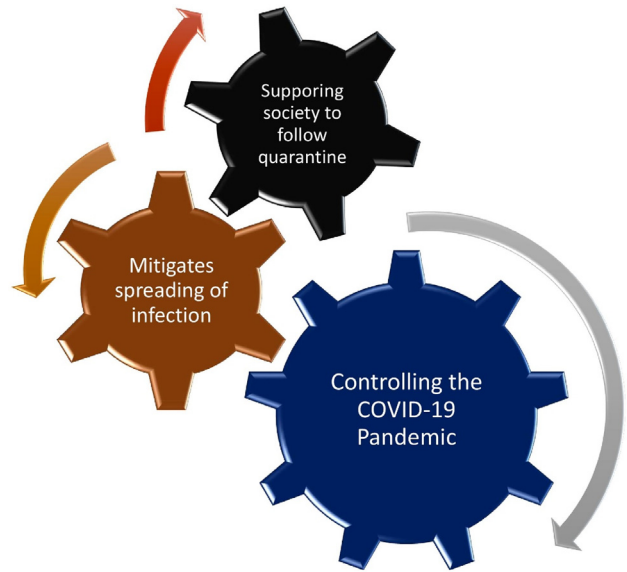 Supporing
society to
follow
quarantine
Mitigates
spreading of
infection
Controlling the
COVID-19
Pandemic